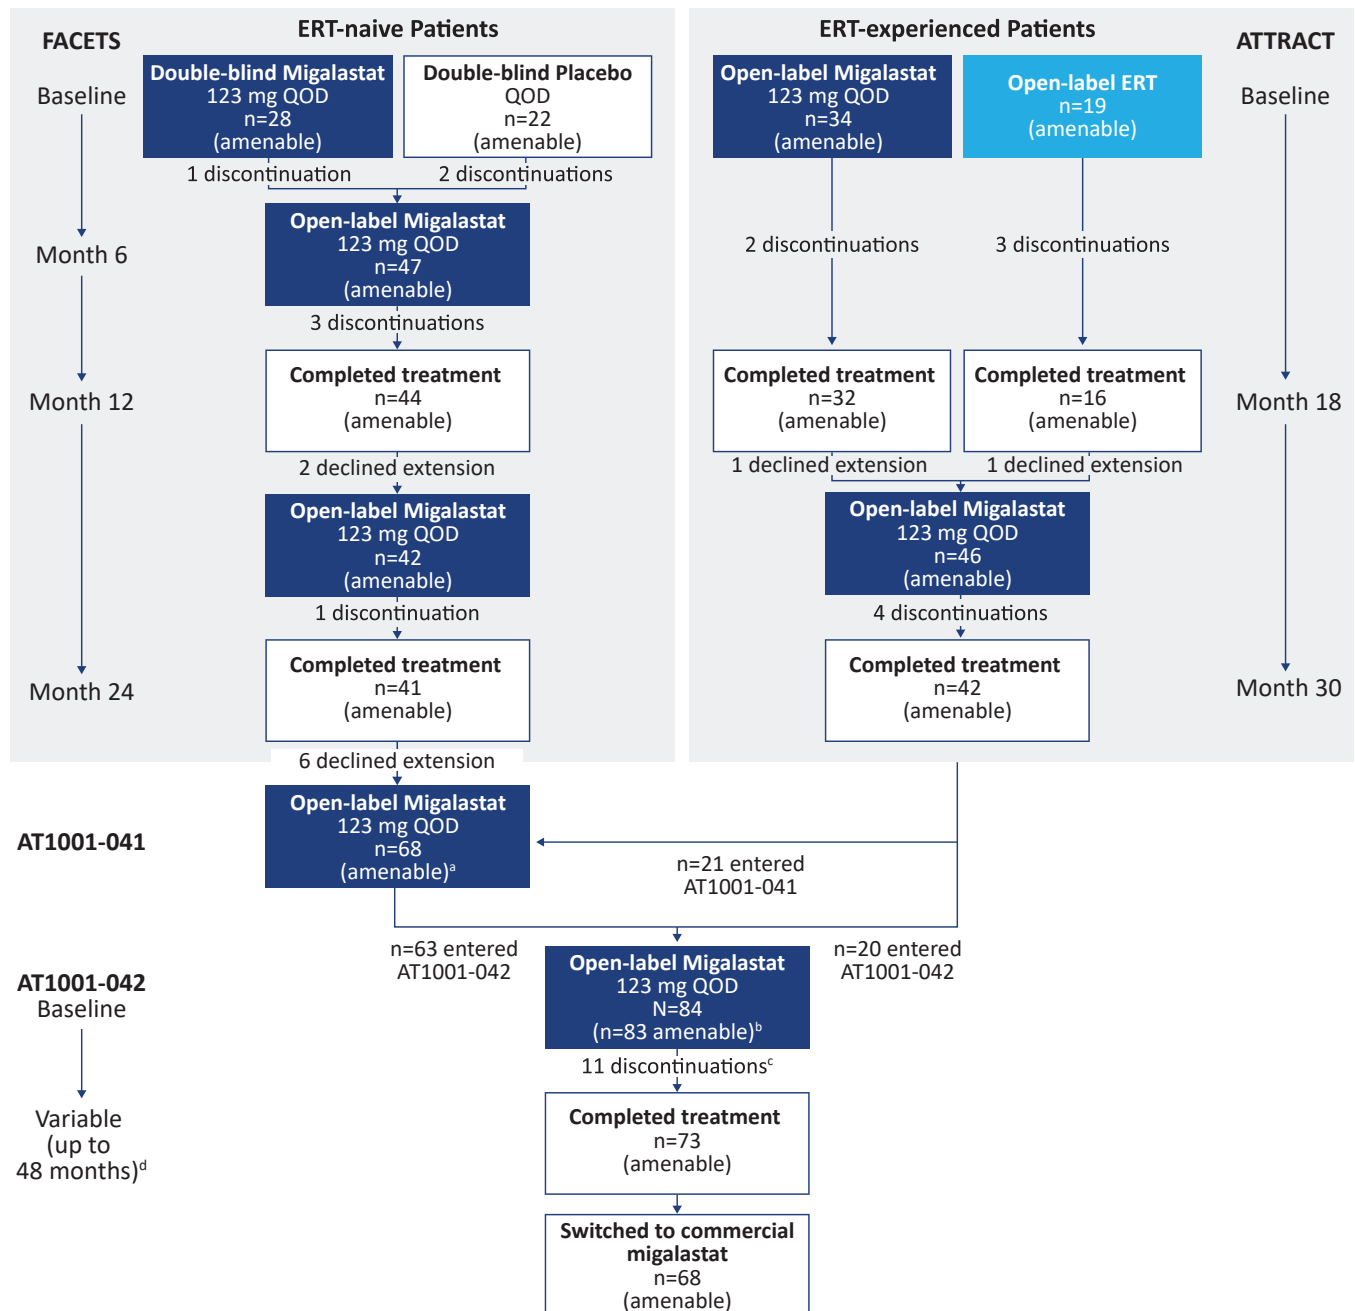 ERT-naive Patients
ERT-experienced Patients
FACETS
ATTRACT
Baseline
Double-blind Migalastat
123 mg QOD
n=28
(amenable)
Double-blind Placebo
QOD
n=22
(amenable)
Open-label Migalastat
123 mg QOD
n=34
(amenable)
Open-label ERT
n=19
(amenable)
Baseline
1 discontinuation
2 discontinuations
Month 6
Open-label Migalastat
123 mg QOD
n=47
(amenable)
2 discontinuations
3 discontinuations
3 discontinuations
Month 12
Completed treatment
n=44
(amenable)
Completed treatment
n=32
(amenable)
Completed treatment
n=16
(amenable)
Month 18
2 declined extension
1 declined extension
1 declined extension
Open-label Migalastat
123 mg QOD
n=42
(amenable)
Open-label Migalastat
123 mg QOD
n=46
(amenable)
1 discontinuation
4 discontinuations
Month 24
Completed treatment
n=41
(amenable)
Completed treatment
n=42
(amenable)
Month 30
6 declined extension
AT1001-041
Open-label Migalastat
123 mg QOD
n=68
(amenable)a
n=21 entered
AT1001-041
n=63 entered
AT1001-042
n=20 entered
AT1001-042
AT1001-042
Baseline
Open-label Migalastat
123 mg QOD
N=84
(n=83 amenable)b
11 discontinuationsc
Variable
(up to
48 months)d
Completed treatment
n=73
(amenable)
Switched to commercial
migalastat
n=68
(amenable)